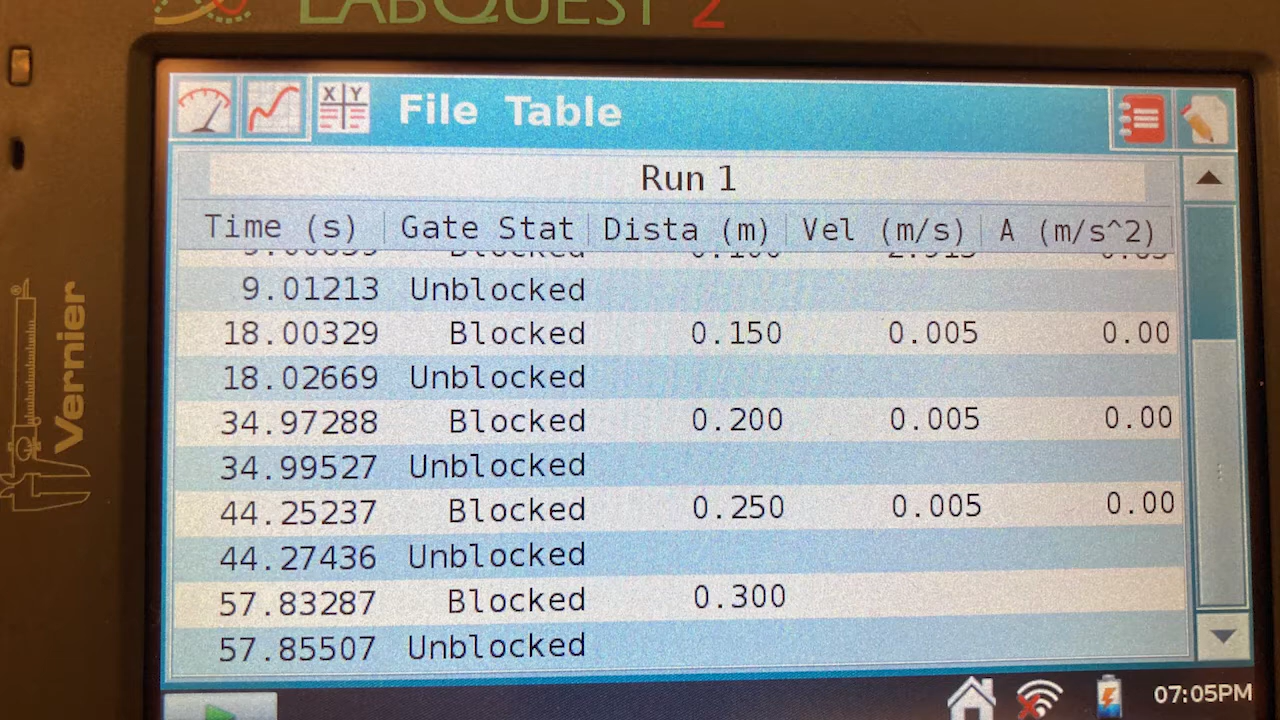 LABQUEST 2
X Y
File Table
Run 1
Time (s) Gate Stat Dista (m) Vel (m/s) A (m/s^2)
Blocked 0.100
9.01213 Unblocked
18.00329 Blocked 0.150 0.005 0.00
18.02669 Unblocked
34.97288 Blocked 0.200 0.005 0.00
34.99527 Unblocked
44.25237 Blocked 0.250 0.005 0.00
44.27436 Unblocked
57.83287 Blocked 0.300
57.85507 Unblocked
07:05PM
Vernier